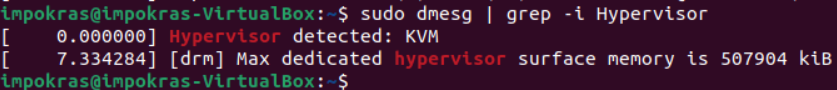 impokras@impokras-VirtualBox:~$ sudo dmesg | grep -i Hypervisor
[    0.000000] Hypervisor detected: KVM
[    7.334284] [drm] Max dedicated hypervisor surface memory is 507904 kiB
impokras@impokras-VirtualBox:~$